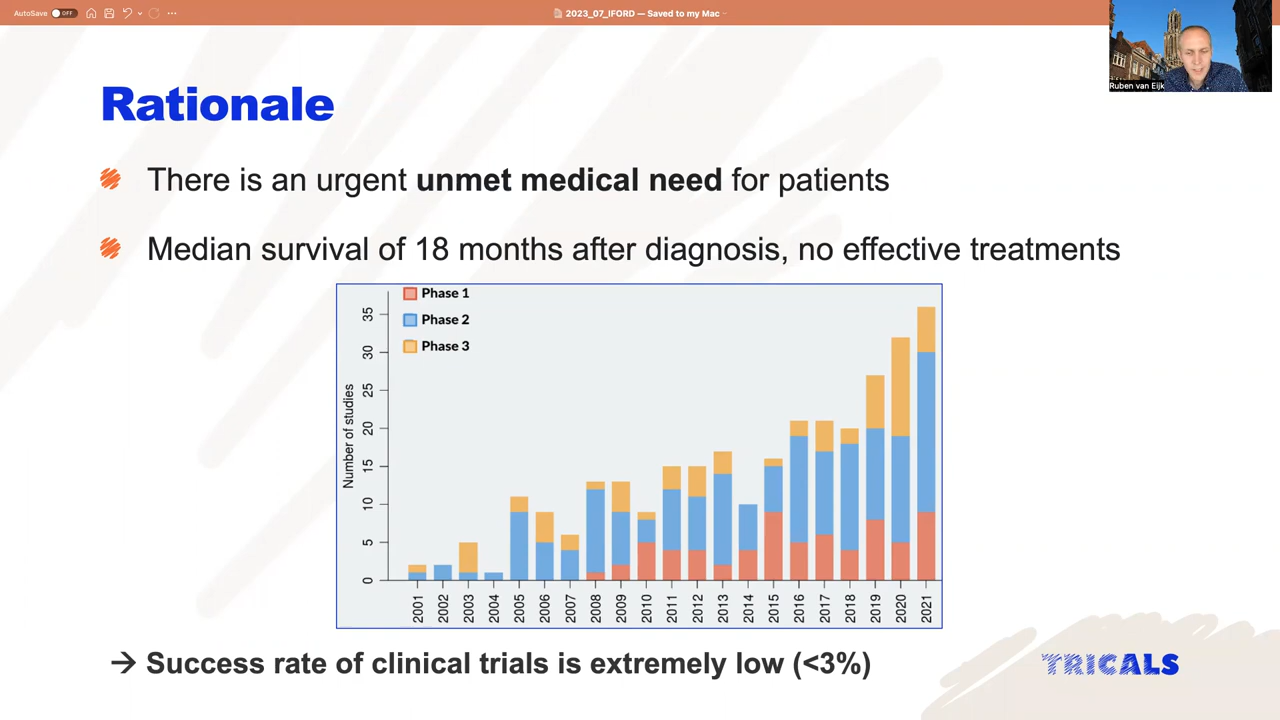 AutoSave OFF
2023_07_IFORD — Saved to my Mac
Ruben van Eijk
Rationale
There is an urgent unmet medical need for patients
Median survival of 18 months after diagnosis, no effective treatments
Phase 1
Phase 2
Phase 3
Number of studies
35
30
25
20
15
10
5
0
2001 2002 2003 2004 2005 2006 2007 2008 2009 2010 2011 2012 2013 2014 2015 2016 2017 2018 2019 2020 2021
→ Success rate of clinical trials is extremely low (<3%)
TRICALS